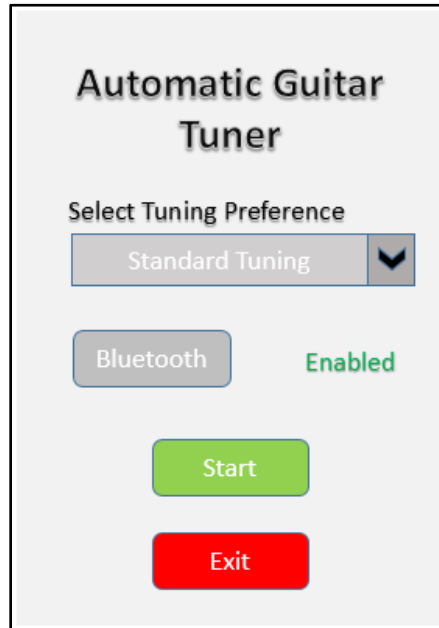 Automatic Guitar
Tuner
Select Tuning Preference
Standard Tuning
Bluetooth
Enabled
Start
Exit